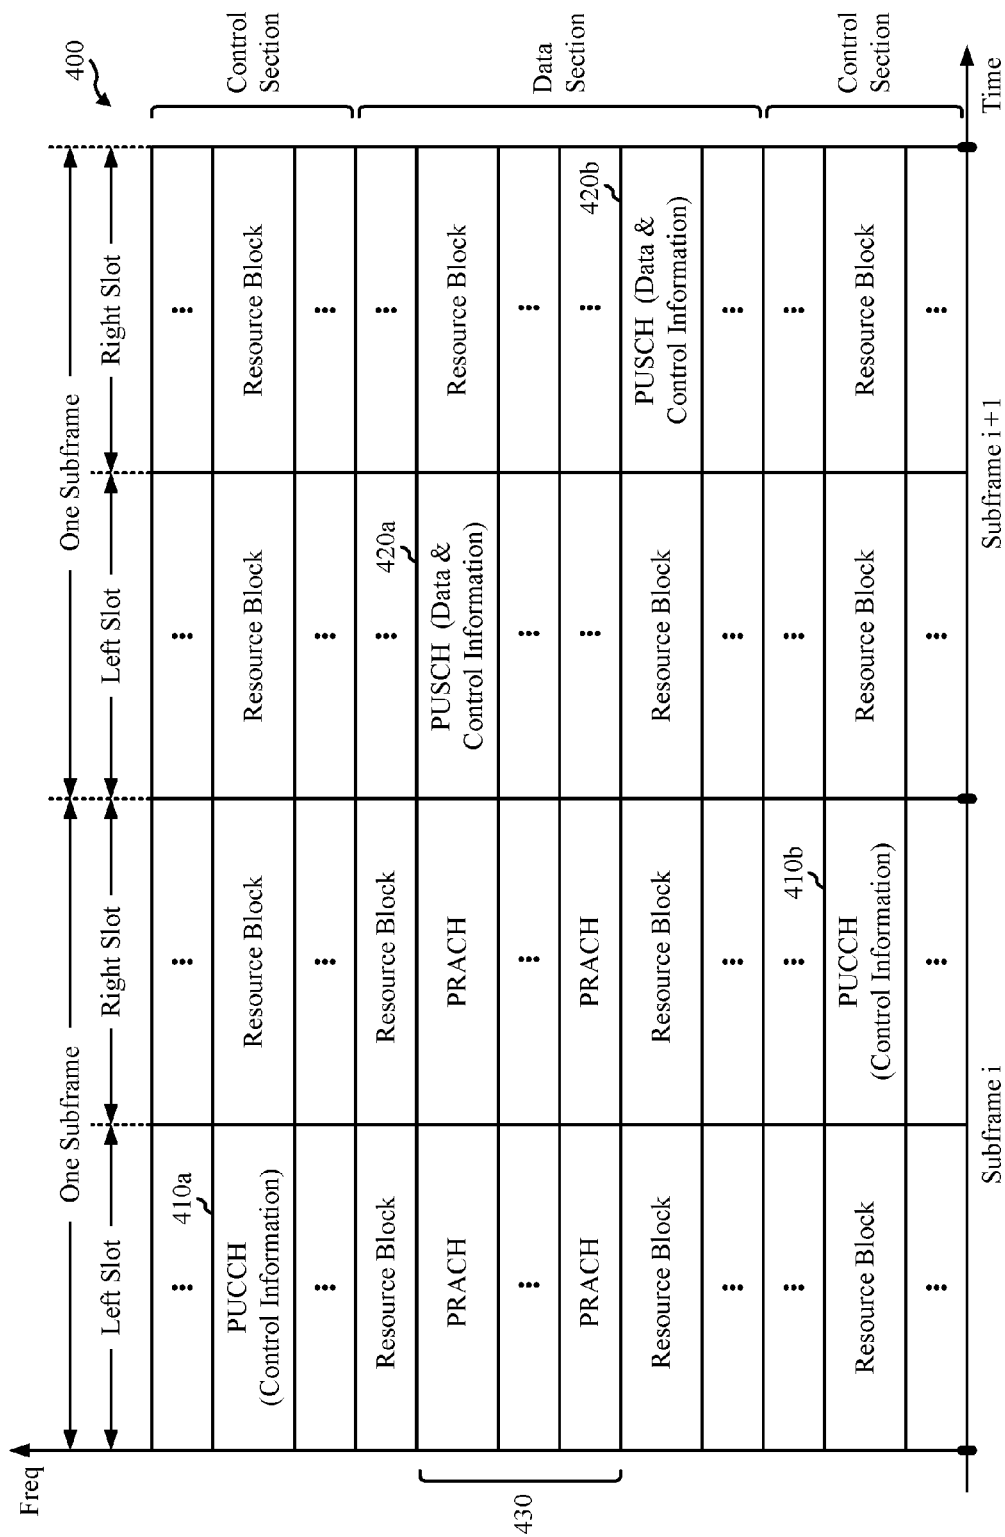 400
One Subframe
One Subframe
Left Slot
Right Slot
Left Slot
Right Slot
Freq
...
410a
...
...
...
Control
Section
PUCCH
(Control Information)
Resource Block
Resource Block
Resource Block
...
...
...
...
Resource Block
Resource Block
...
420a
...
Data
Section
430
PRACH
PRACH
PUSCH (Data &
Control Information)
Resource Block
...
...
...
...
PRACH
PRACH
...
...
420b
Resource Block
Resource Block
Resource Block
PUSCH (Data &
Control Information)
...
...
...
...
...
...
410b
...
...
Control
Section
Resource Block
PUCCH
(Control Information)
Resource Block
Resource Block
...
...
...
...
Subframe i
Subframe i+1
Time